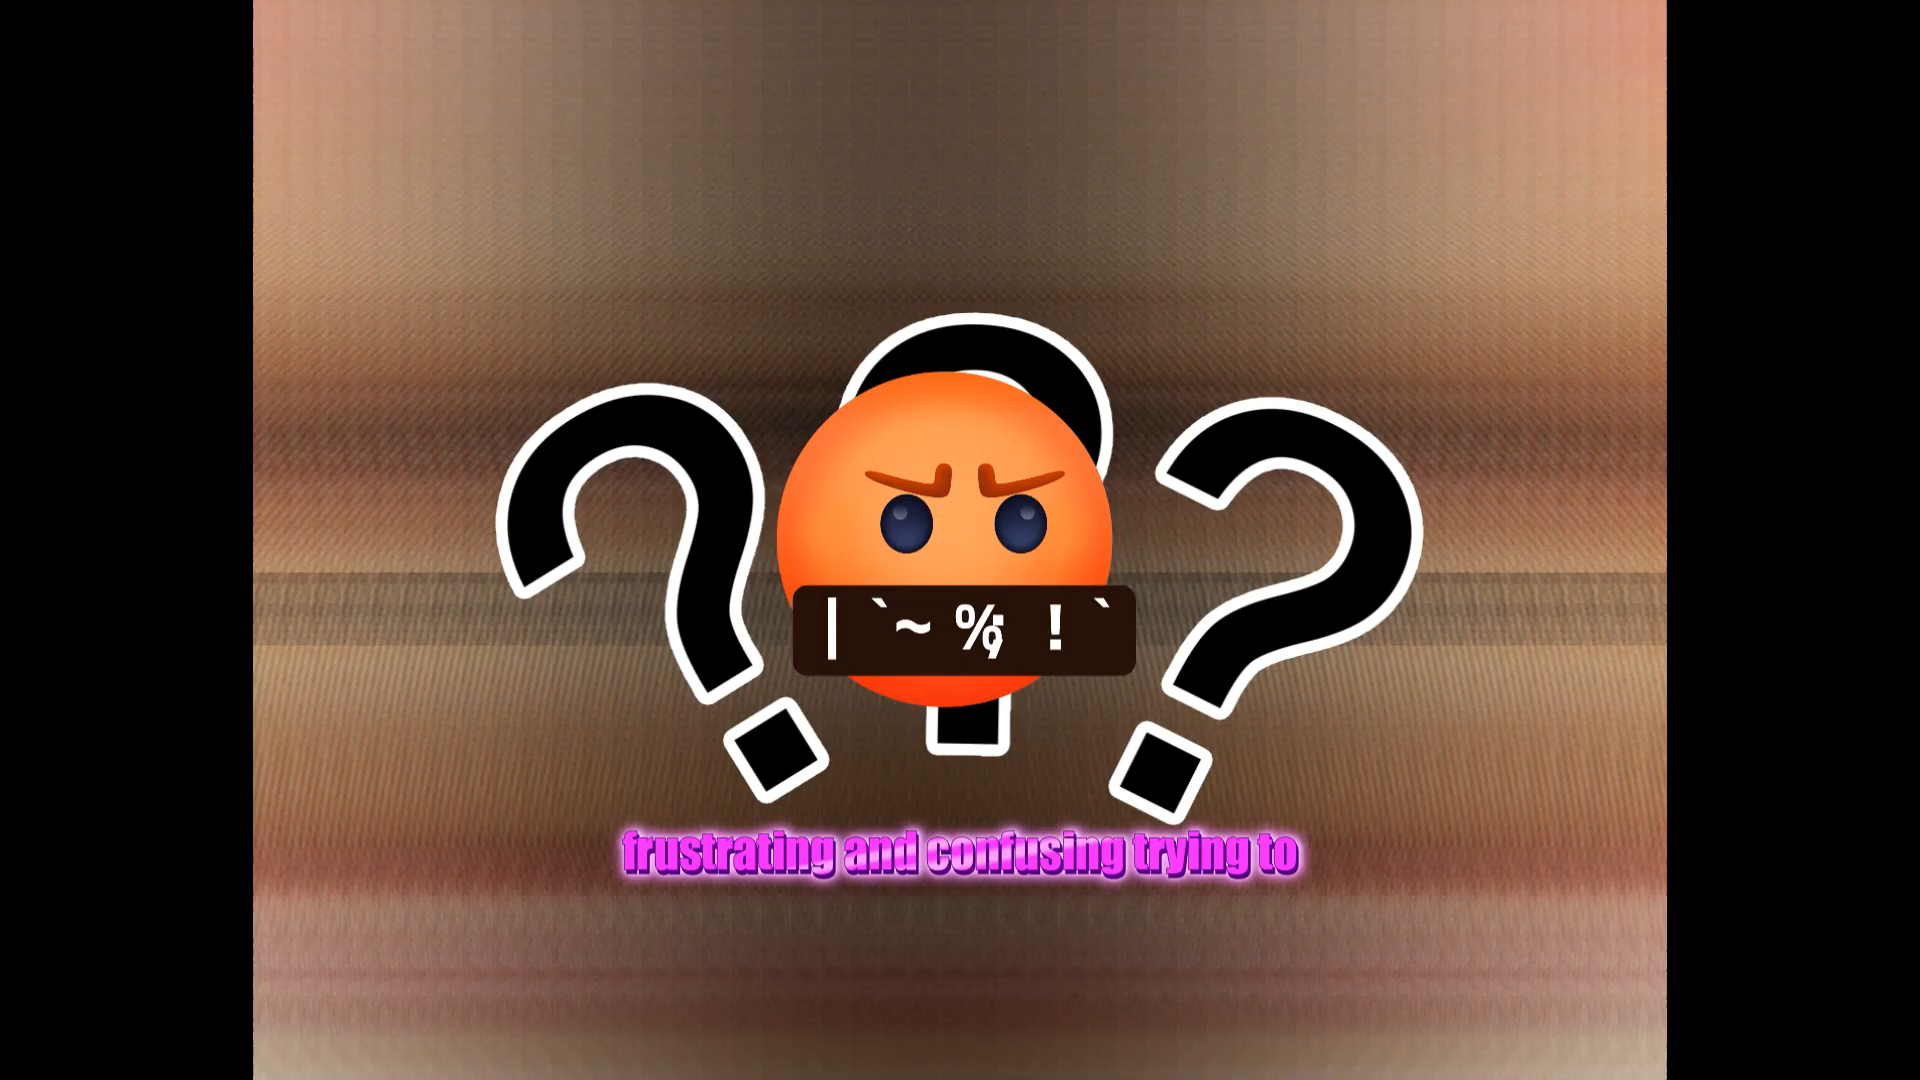 ? ? ?
| `~ %; ! `
frustrating and confusing trying to